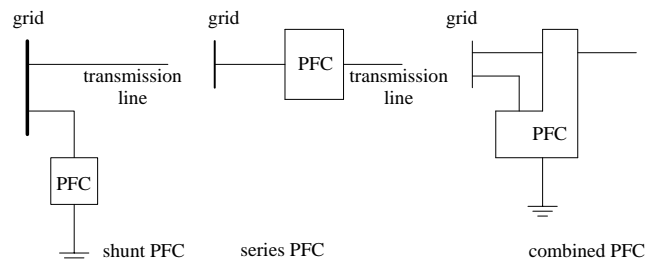 grid
grid
grid
transmission
line
PFC
transmission
line
PFC
PFC
shunt PFC
series PFC
combined PFC